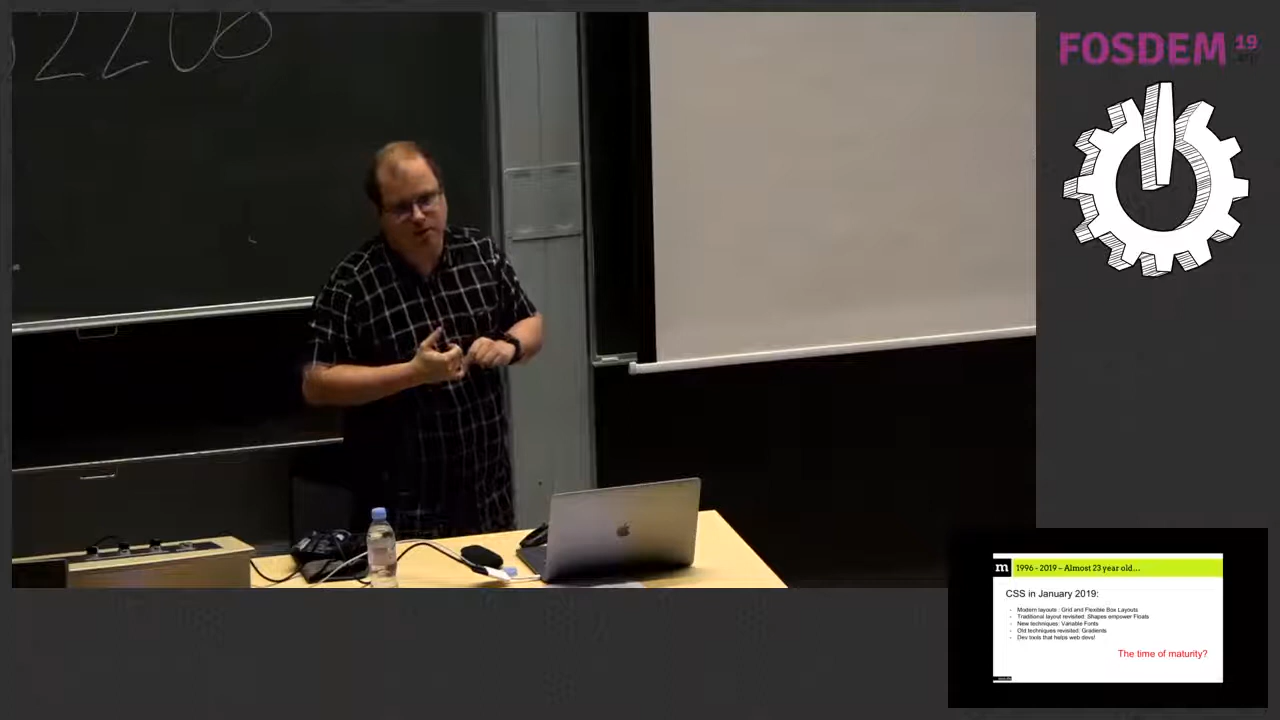 2208
FOSDEM 19
m
1996 - 2019 – Almost 23 year old…
CSS in January 2019:
- Modern layouts : Grid and Flexible Box Layouts
- Traditional layout revisited: Shapes empower Floats
- New techniques: Variable Fonts
- Old techniques revisited: Gradients
- Dev tools that helps web devs!
The time of maturity?